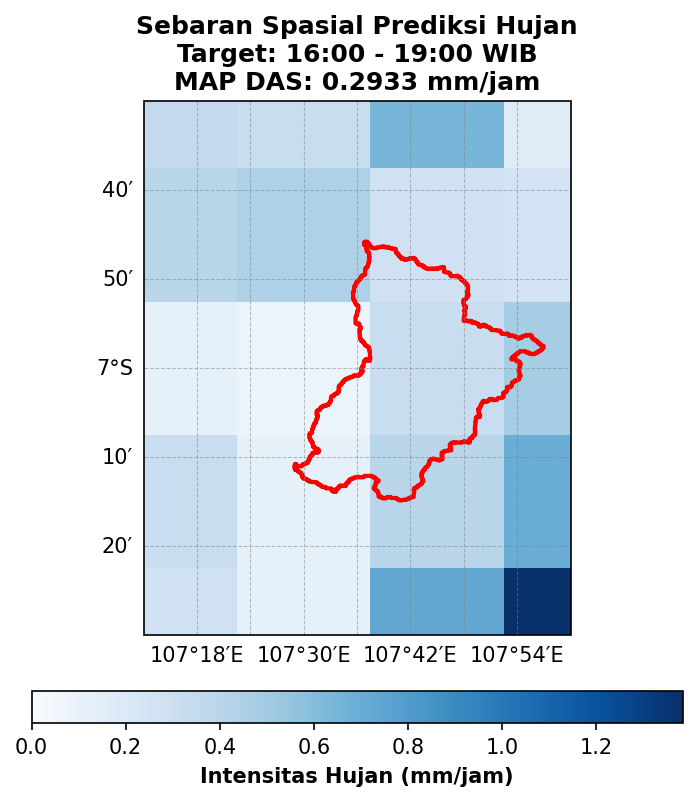 Sebaran Spasial Prediksi Hujan
Target: 16:00 - 19:00 WIB
MAP DAS: 0.2933 mm/jam
40′
50′
7°S
10′
20′
107°18′E 107°30′E 107°42′E 107°54′E
0.0 0.2 0.4 0.6 0.8 1.0 1.2
Intensitas Hujan (mm/jam)